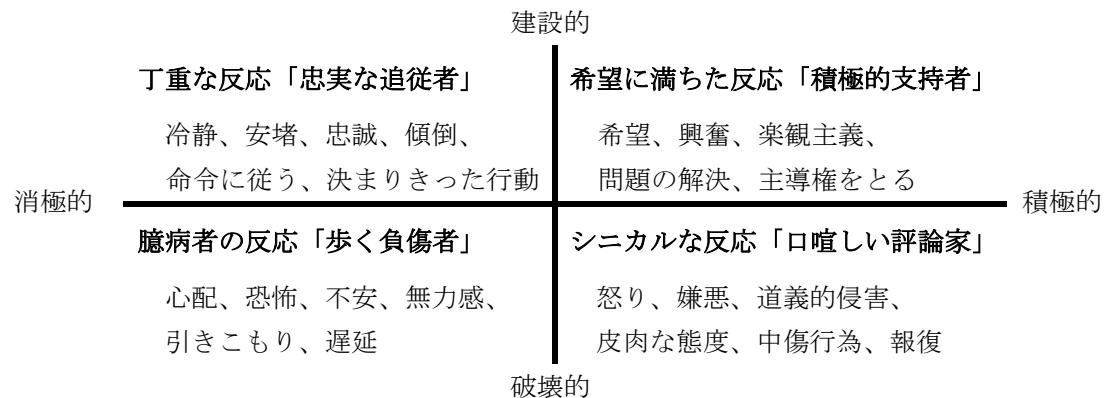 建設的
丁重な反応「忠実な追従者」
冷静、安堵、忠誠、傾倒、
命令に従う、決まりきった行動
希望に満ちた反応「積極的支持者」
希望、興奮、楽観主義、
問題の解決、主導権をとる
消極的
積極的
臆病者の反応「歩く負傷者」
心配、恐怖、不安、無力感、
引きこもり、遅延
シニカルな反応「口喧しい評論家」
怒り、嫌悪、道義的侵害、
皮肉な態度、中傷行為、報復
破壊的